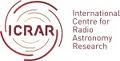 ICRAR
International
Centre for
Radio
Astronomy
Research